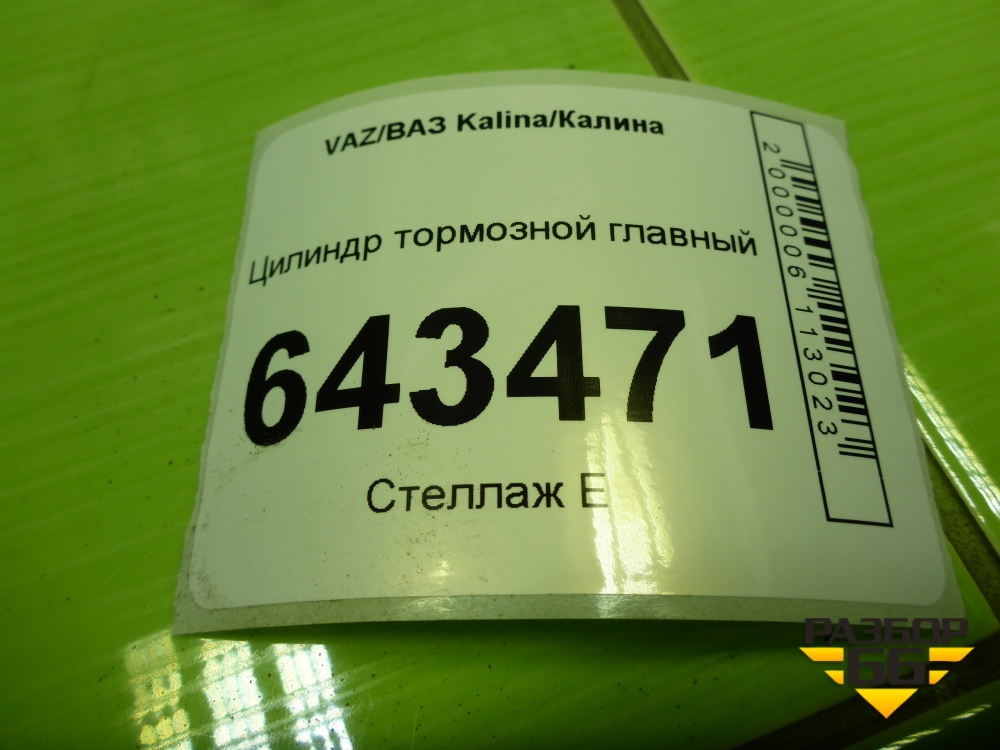 VAZ/ВАЗ Kalina/Калина
Цилиндр тормозной главный
643471
Стеллаж Е
2000006113023
РАЗБОР
66